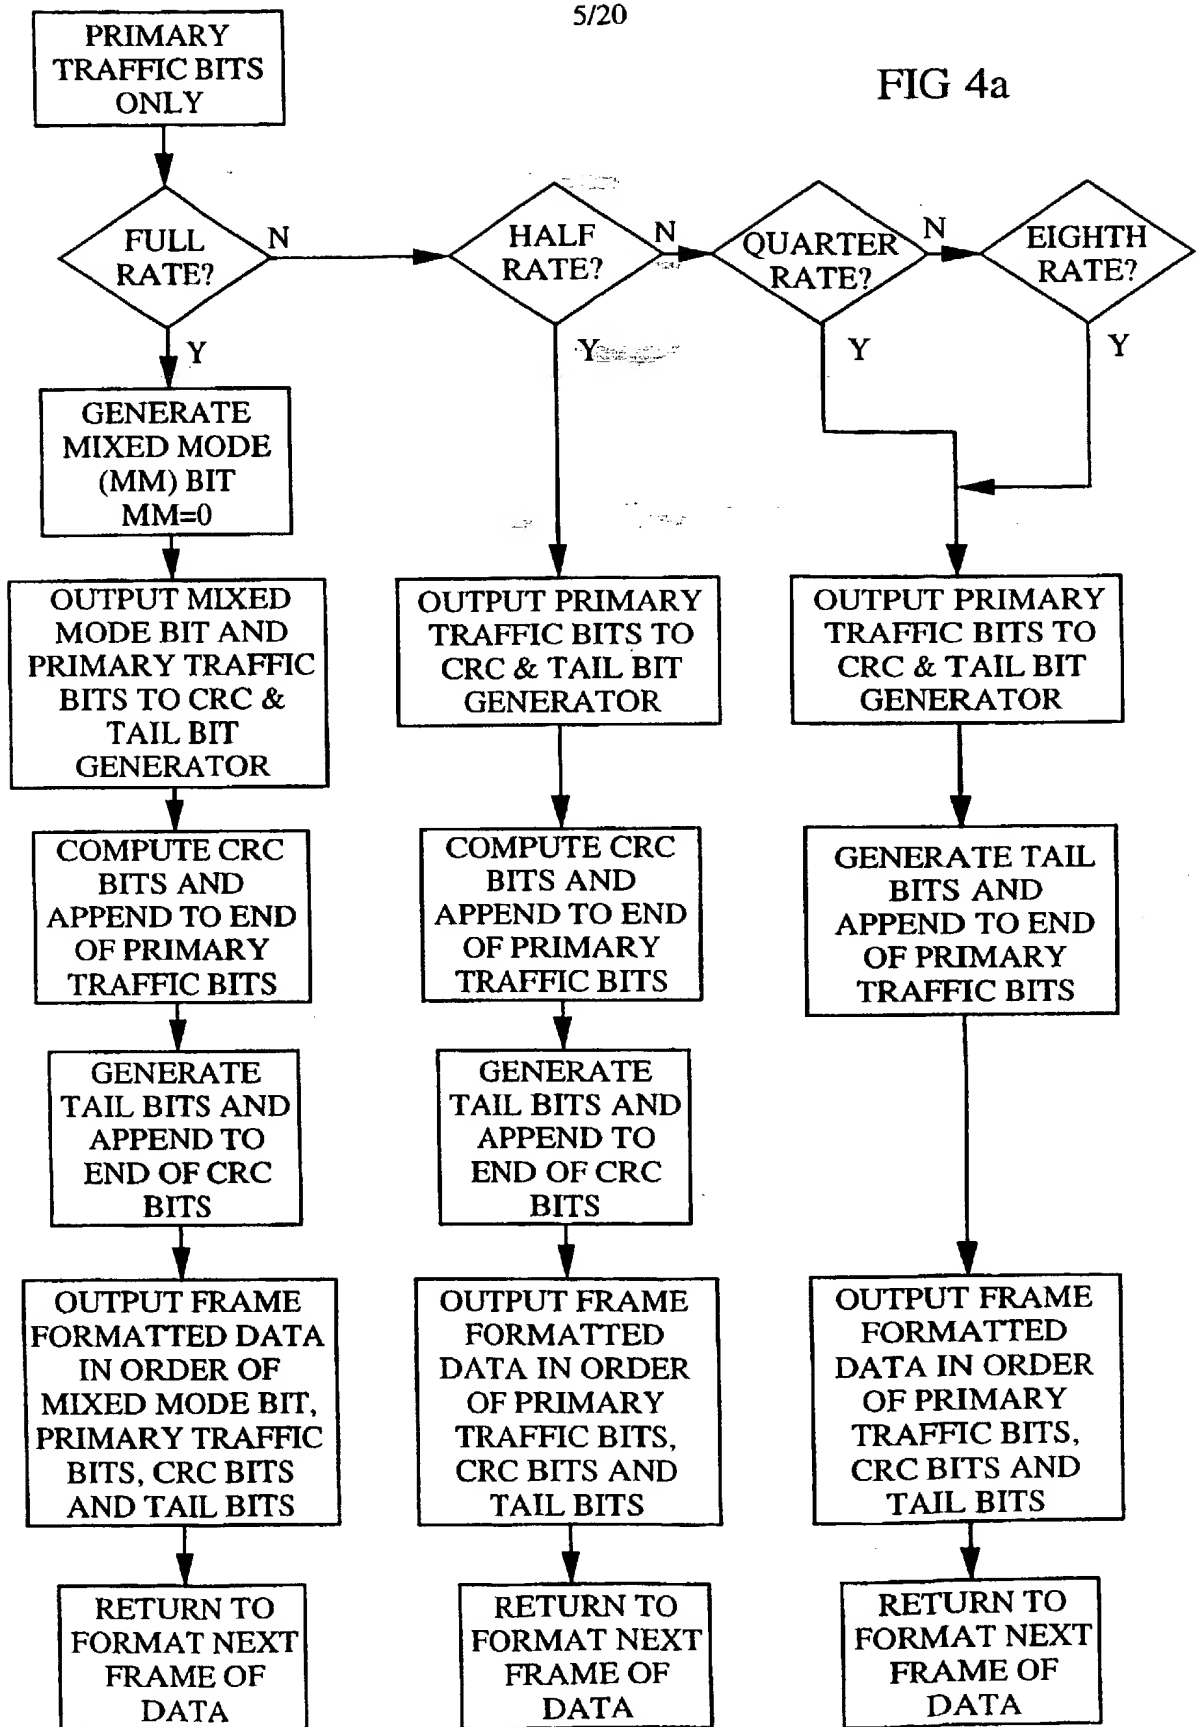 5/20
FIG 4a
PRIMARY
TRAFFIC BITS
ONLY
FULL
RATE?
N
Y
HALF
RATE?
N
Y
QUARTER
RATE?
N
Y
EIGHTH
RATE?
Y
GENERATE
MIXED MODE
(MM) BIT
MM=0
OUTPUT MIXED
MODE BIT AND
PRIMARY TRAFFIC
BITS TO CRC &
TAIL BIT
GENERATOR
COMPUTE CRC
BITS AND
APPEND TO END
OF PRIMARY
TRAFFIC BITS
GENERATE
TAIL BITS AND
APPEND TO
END OF CRC
BITS
OUTPUT FRAME
FORMATTED DATA
IN ORDER OF
MIXED MODE BIT,
PRIMARY TRAFFIC
BITS, CRC BITS
AND TAIL BITS
RETURN TO
FORMAT NEXT
FRAME OF
DATA
OUTPUT PRIMARY
TRAFFIC BITS TO
CRC & TAIL BIT
GENERATOR
COMPUTE CRC
BITS AND
APPEND TO END
OF PRIMARY
TRAFFIC BITS
GENERATE
TAIL BITS AND
APPEND TO
END OF CRC
BITS
OUTPUT FRAME
FORMATTED
DATA IN ORDER
OF PRIMARY
TRAFFIC BITS,
CRC BITS AND
TAIL BITS
RETURN TO
FORMAT NEXT
FRAME OF
DATA
OUTPUT PRIMARY
TRAFFIC BITS TO
CRC & TAIL BIT
GENERATOR
GENERATE TAIL
BITS AND
APPEND TO END
OF PRIMARY
TRAFFIC BITS
OUTPUT FRAME
FORMATTED
DATA IN ORDER
OF PRIMARY
TRAFFIC BITS,
CRC BITS AND
TAIL BITS
RETURN TO
FORMAT NEXT
FRAME OF
DATA